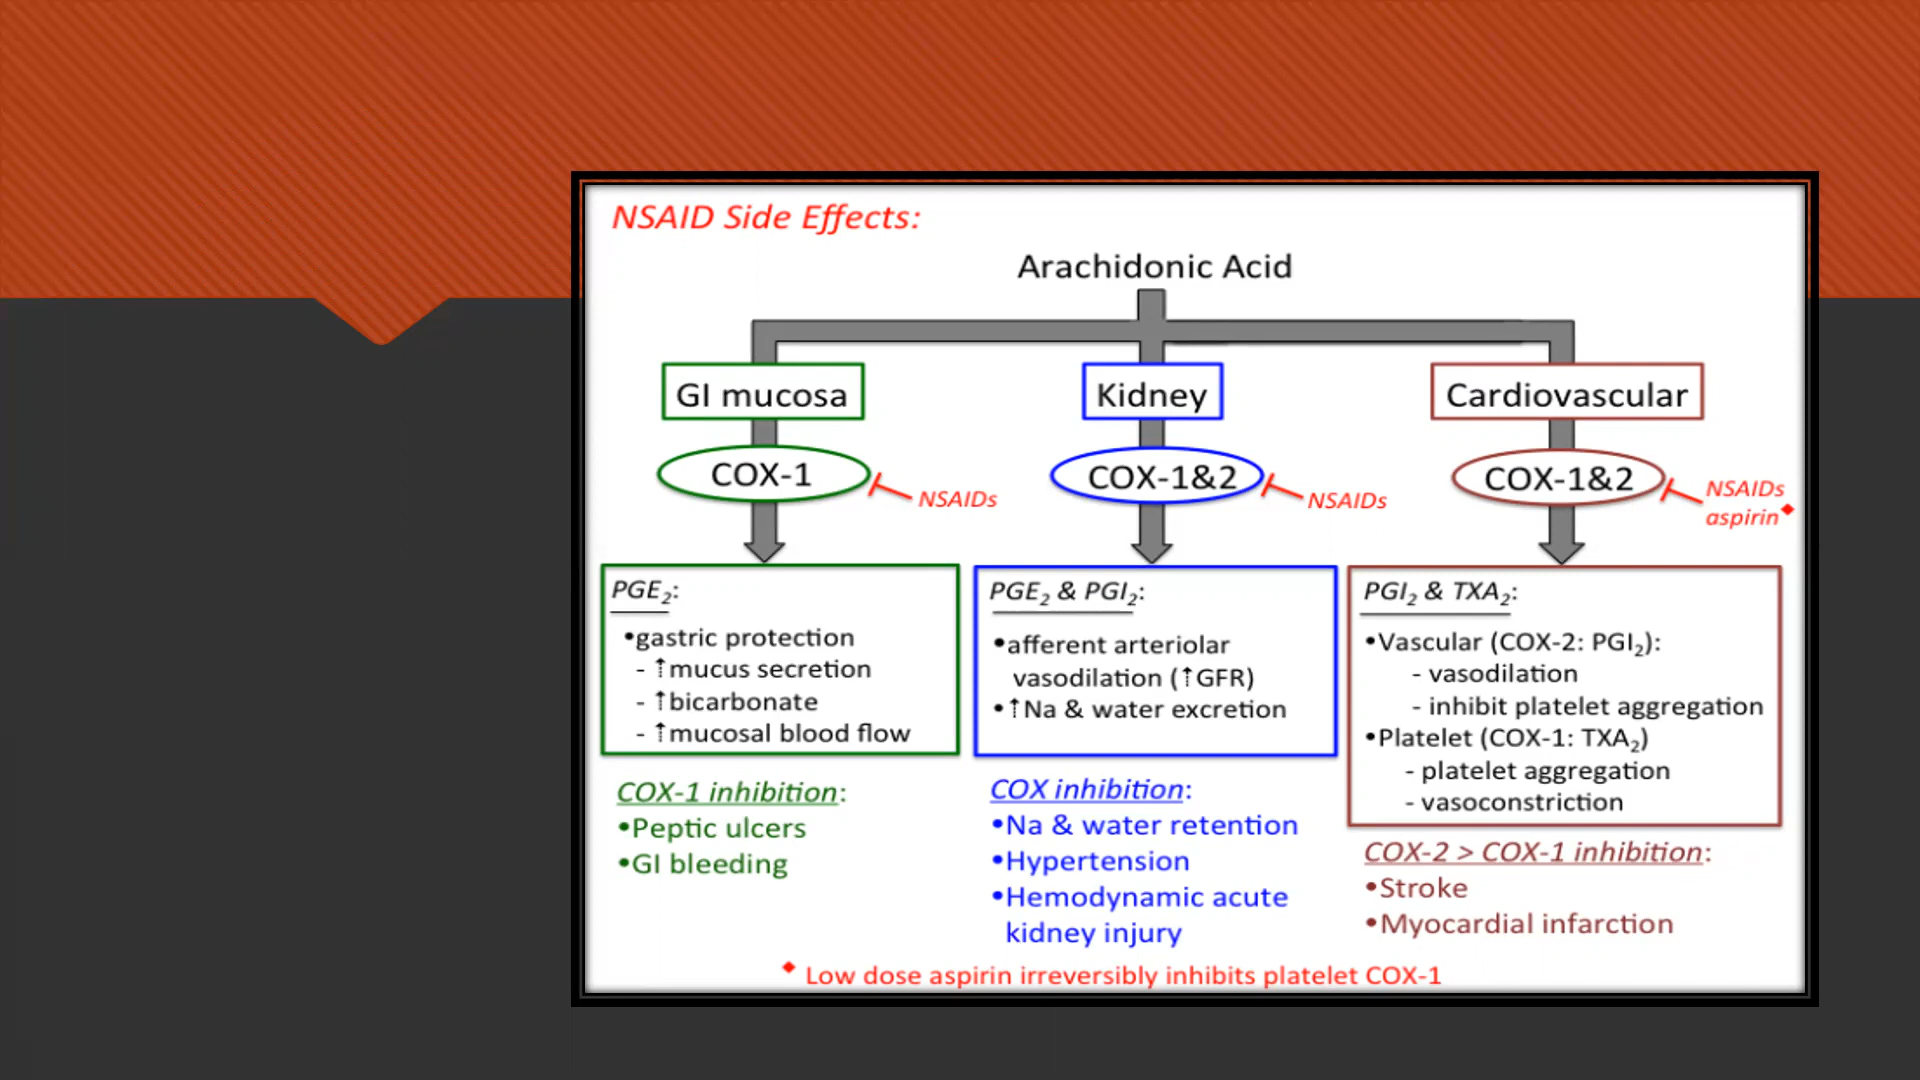 NSAID Side Effects:
Arachidonic Acid
GI mucosa
COX-1
NSAIDs
PGE₂:
•gastric protection
- ↑mucus secretion
- ↑bicarbonate
- ↑mucosal blood flow
COX-1 inhibition:
•Peptic ulcers
•GI bleeding
Kidney
COX-1&2
NSAIDs
PGE₂ & PGI₂:
•afferent arteriolar
vasodilation (↑GFR)
•↑Na & water excretion
COX inhibition:
•Na & water retention
•Hypertension
•Hemodynamic acute
kidney injury
Cardiovascular
COX-1&2
NSAIDs
aspirin♦
PGI₂ & TXA₂:
•Vascular (COX-2: PGI₂):
- vasodilation
- inhibit platelet aggregation
•Platelet (COX-1: TXA₂)
- platelet aggregation
- vasoconstriction
COX-2 > COX-1 inhibition:
•Stroke
•Myocardial infarction
♦ Low dose aspirin irreversibly inhibits platelet COX-1